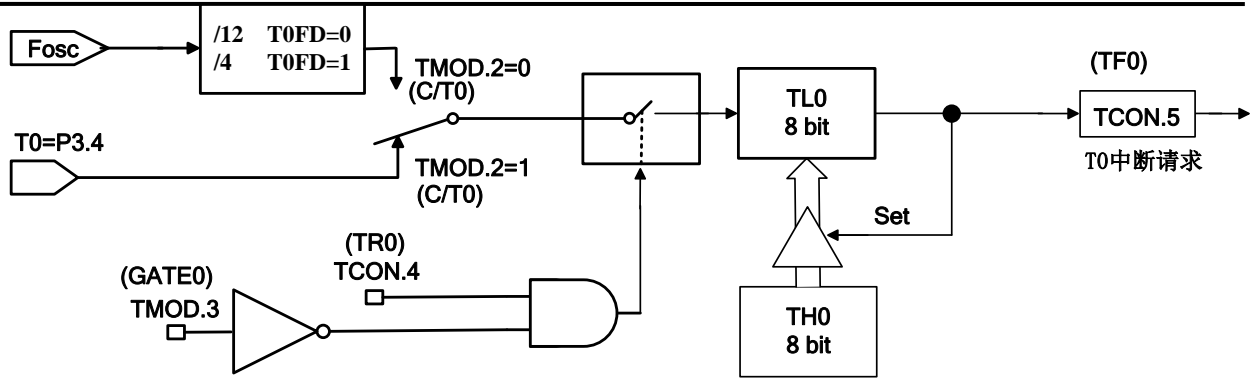 Fosc
/12 T0FD=0
/4 T0FD=1
TMOD.2=0
(C/T0)
T0=P3.4
TMOD.2=1
(C/T0)
TL0
8 bit
(TF0)
TCON.5
T0中断请求
Set
(TR0)
TCON.4
(GATE0)
TMOD.3
TH0
8 bit